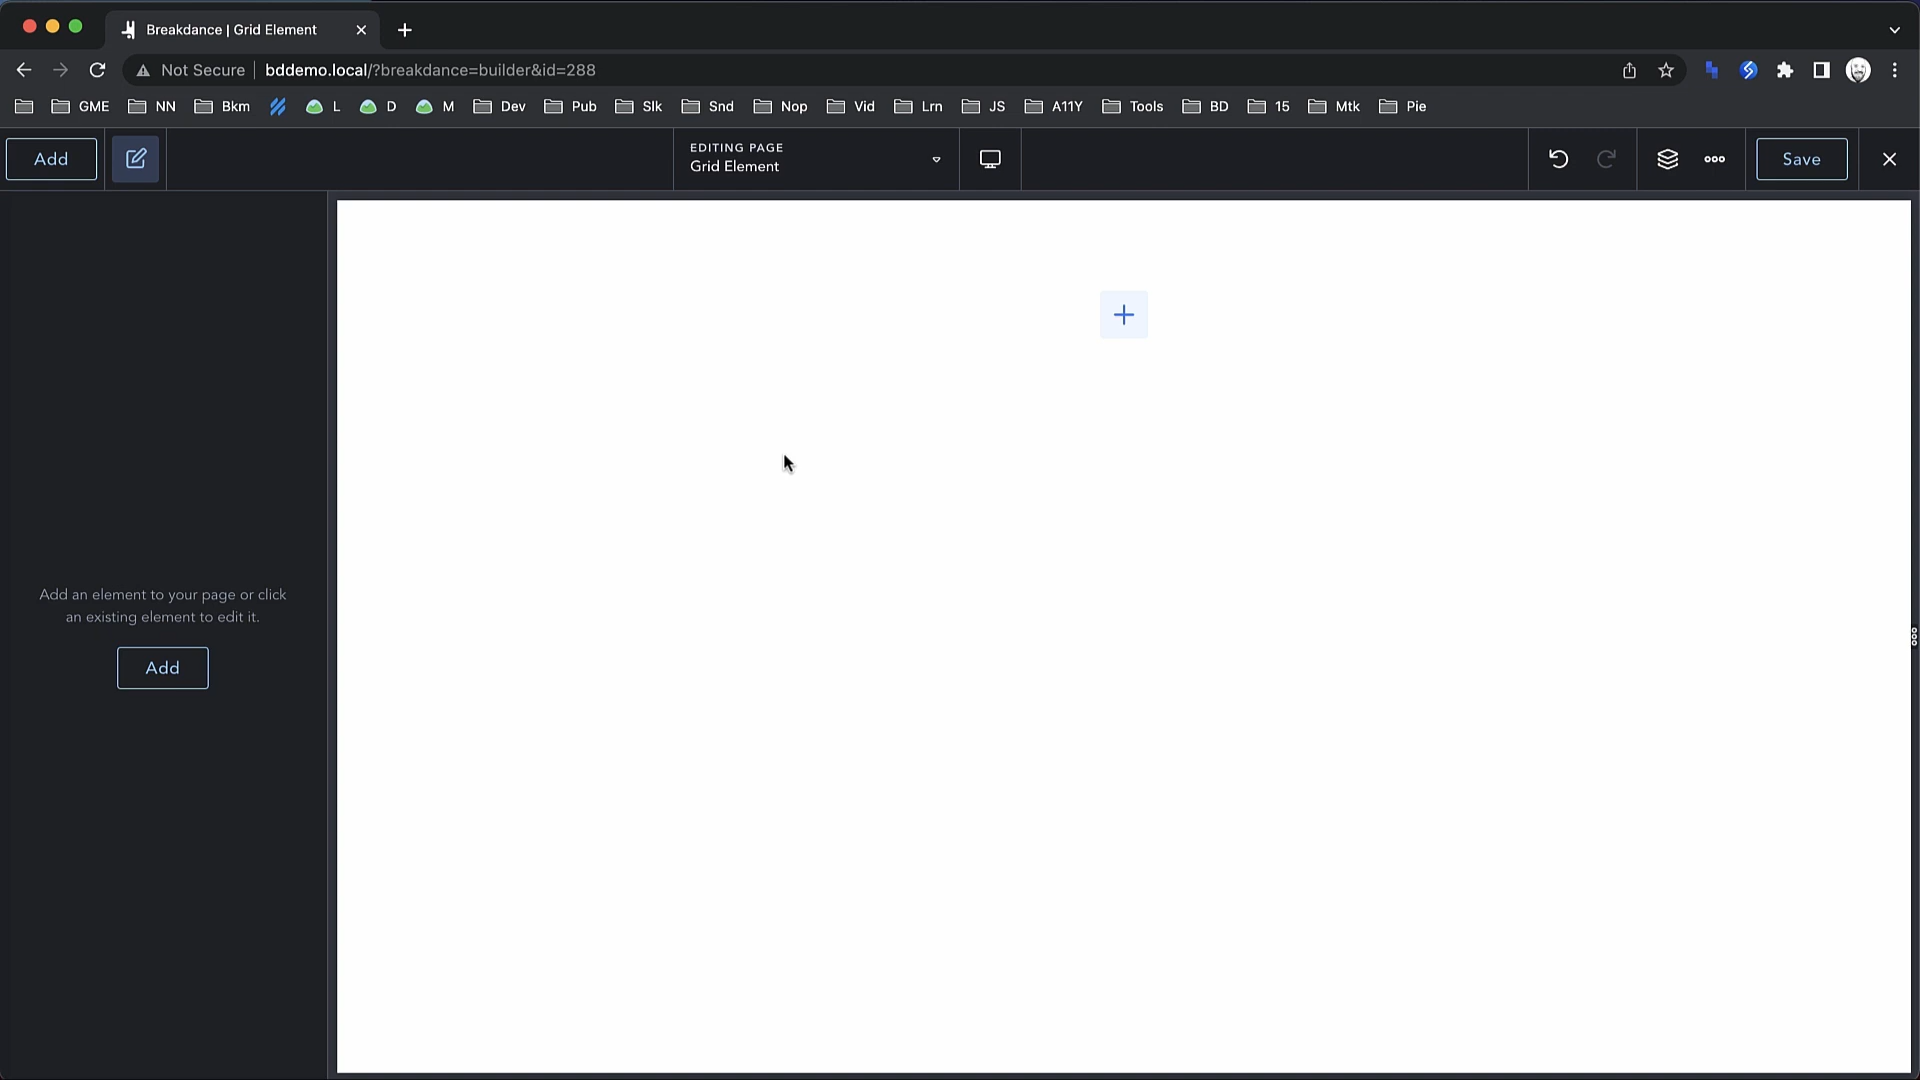 Breakdance | Grid Element
Not Secure
bddemo.local/?breakdance=builder&id=288
GME
NN
Bkm
L
D
M
Dev
Pub
Slk
Snd
Nop
Vid
Lrn
JS
A11Y
Tools
BD
15
Mtk
Pie
Add
EDITING PAGE
Grid Element
Save
Add an element to your page or click
an existing element to edit it.
Add